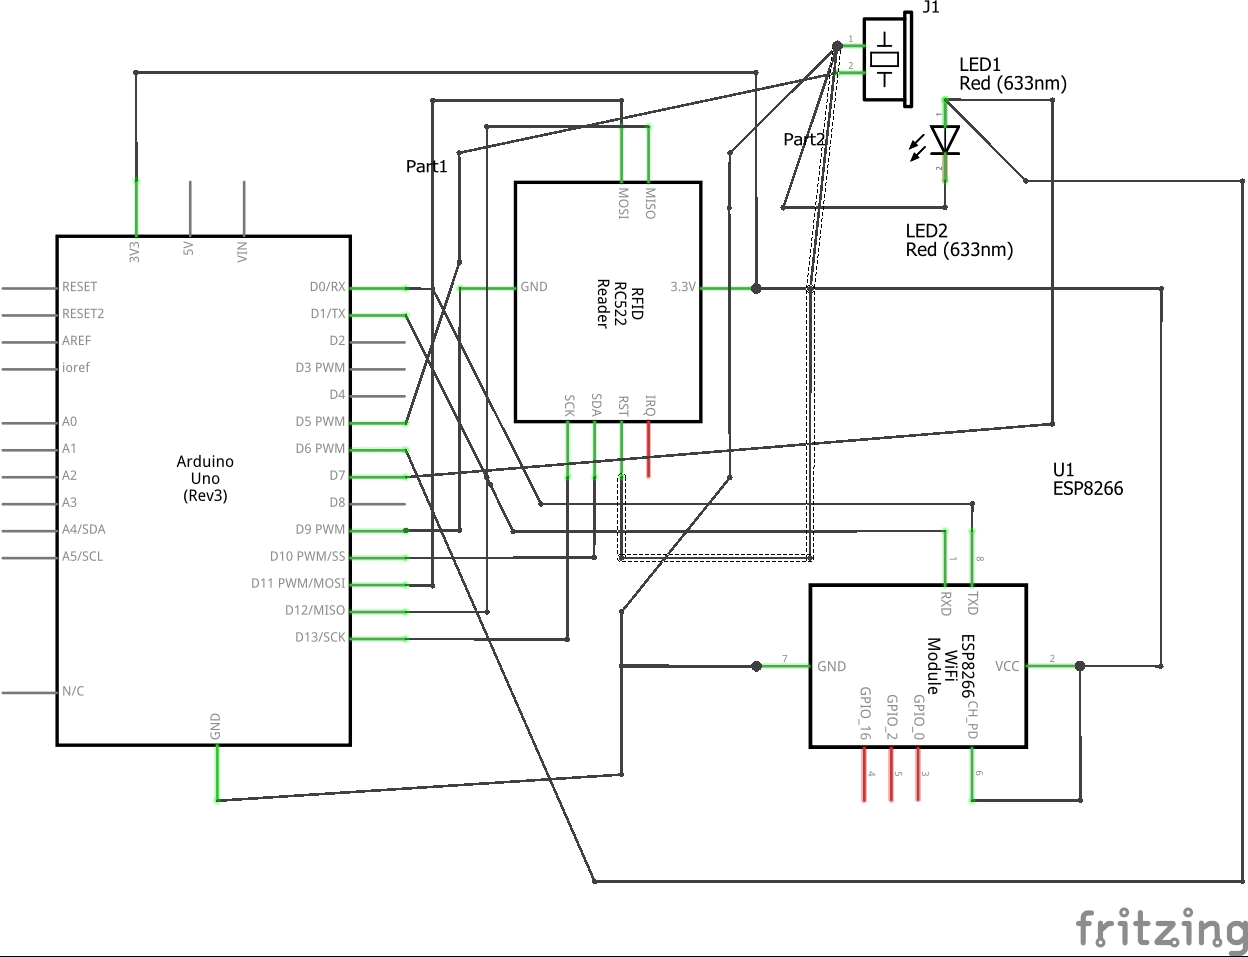 J1
1
2
LED1
Red (633nm)
1
2
Part2
LED2
Red (633nm)
Part1
3V3
5V
VIN
RESET
RESET2
AREF
ioref
A0
A1
A2
A3
A4/SDA
A5/SCL
N/C
Arduino
Uno
(Rev3)
D0/RX
D1/TX
D2
D3 PWM
D4
D5 PWM
D6 PWM
D7
D8
D9 PWM
D10 PWM/SS
D11 PWM/MOSI
D12/MISO
D13/SCK
GND
MOSI
MISO
GND
3.3V
RFID
RC522
Reader
SCK
SDA
RST
IRQ
U1
ESP8266
1
8
RXD
TXD
7
GND
ESP8266
WiFi
Module
VCC
2
GPIO_16
GPIO_2
GPIO_0
CH_PD
4
5
3
6
fritzing